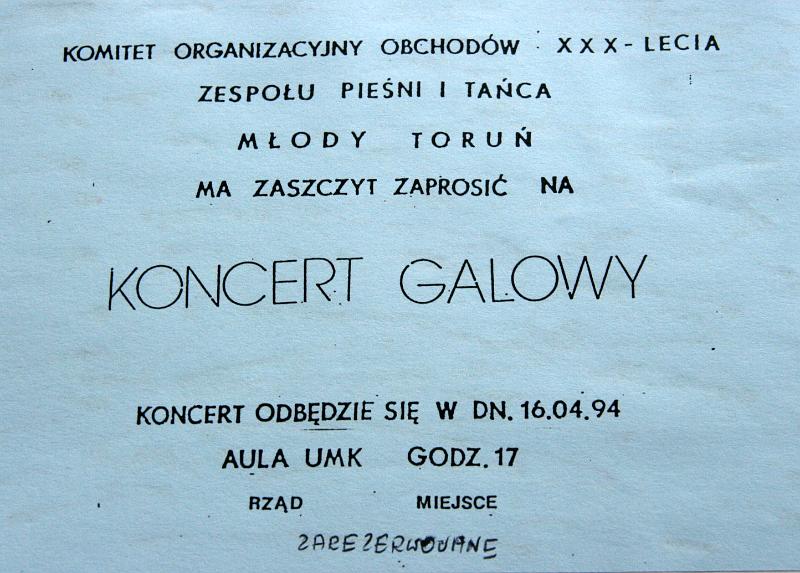 KOMITET ORGANIZACYJNY OBCHODÓW XXX-LECIA
ZESPOŁU PIEŚNI I TAŃCA
MŁODY TORUŃ
MA ZASZCZYT ZAPROSIĆ NA
KONCERT GALOWY
KONCERT ODBĘDZIE SIĘ W DN. 16.04.94
AULA UMK GODZ. 17
RZĄD MIEJSCE
ZAREZERWOWANE